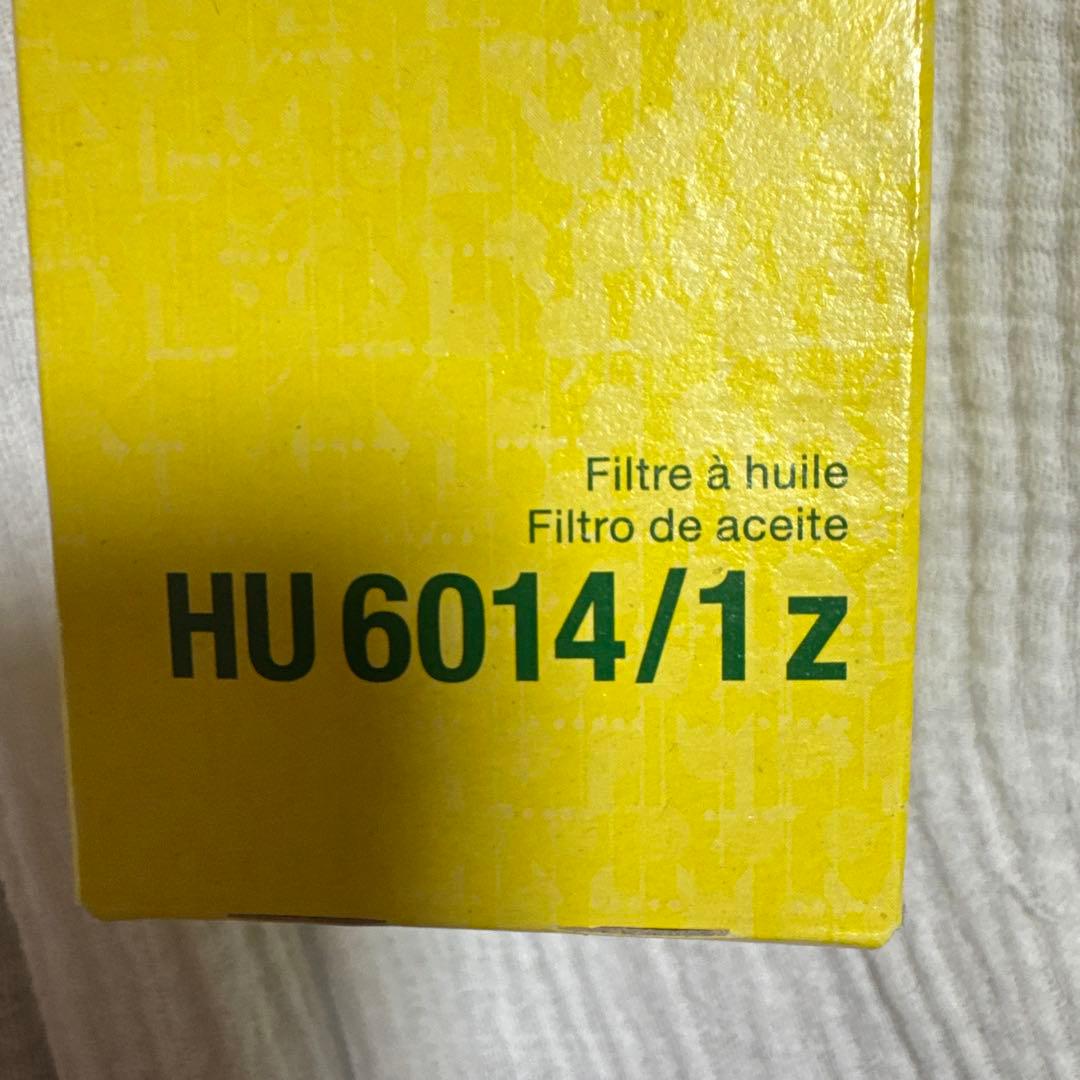 Filtre à huile
Filtro de aceite
HU 6014/1 z